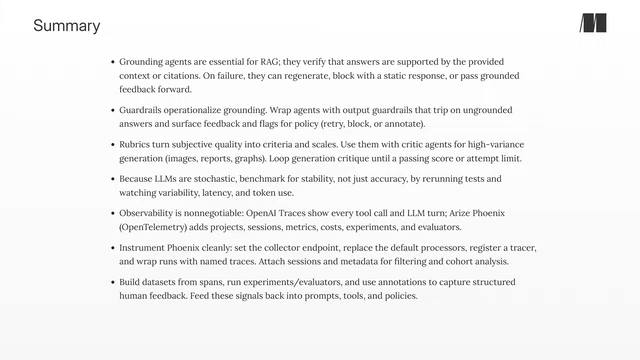 Summary
• Grounding agents are essential for RAG; they verify that answers are supported by the provided
context or citations. On failure, they can regenerate, block with a static response, or pass grounded
feedback forward.
• Guardrails operationalize grounding. Wrap agents with output guardrails that trip on ungrounded
answers and surface feedback and flags for policy (retry, block, or annotate).
• Rubrics turn subjective quality into criteria and scales. Use them with critic agents for high-variance
generation (images, reports, graphs). Loop generation critique until a passing score or attempt limit.
• Because LLMs are stochastic, benchmark for stability, not just accuracy, by rerunning tests and
watching variability, latency, and token use.
• Observability is nonnegotiable: OpenAI Traces show every tool call and LLM turn; Arize Phoenix
(OpenTelemetry) adds projects, sessions, metrics, costs, experiments, and evaluators.
• Instrument Phoenix cleanly: set the collector endpoint, replace the default processors, register a tracer,
and wrap runs with named traces. Attach sessions and metadata for filtering and cohort analysis.
• Build datasets from spans, run experiments/evaluators, and use annotations to capture structured
human feedback. Feed these signals back into prompts, tools, and policies.